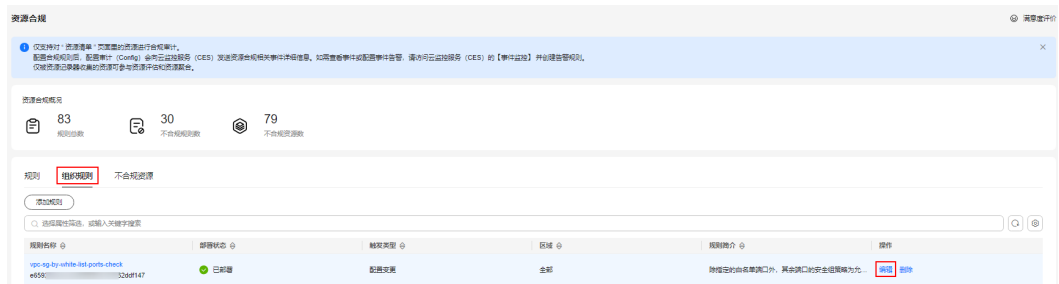 资源合规
满意度评价
仅支持对“资源清单”页面里的资源进行合规审计。
配置合规规则后，配置审计（Config）会向云监控服务（CES）发送资源合规相关事件详细信息。如需查看事件或配置事件告警，请访问云监控服务（CES）的【事件监控】并创建告警规则。
仅被资源记录器收集的资源可参与资源评估和资源聚合。
资源合规概况
83
规则总数
30
不合规规则数
79
不合规资源数
规则 组织规则 不合规资源
添加规则
选择属性筛选，或输入关键字搜索
规则名称 部署状态 触发类型 区域 规则简介 操作
vpc-sg-by-white-list-ports-check
已部署 配置变更 全部 除指定的白名单端口外，其余端口的安全组策略为允... 编辑 删除
e659 32ddf147